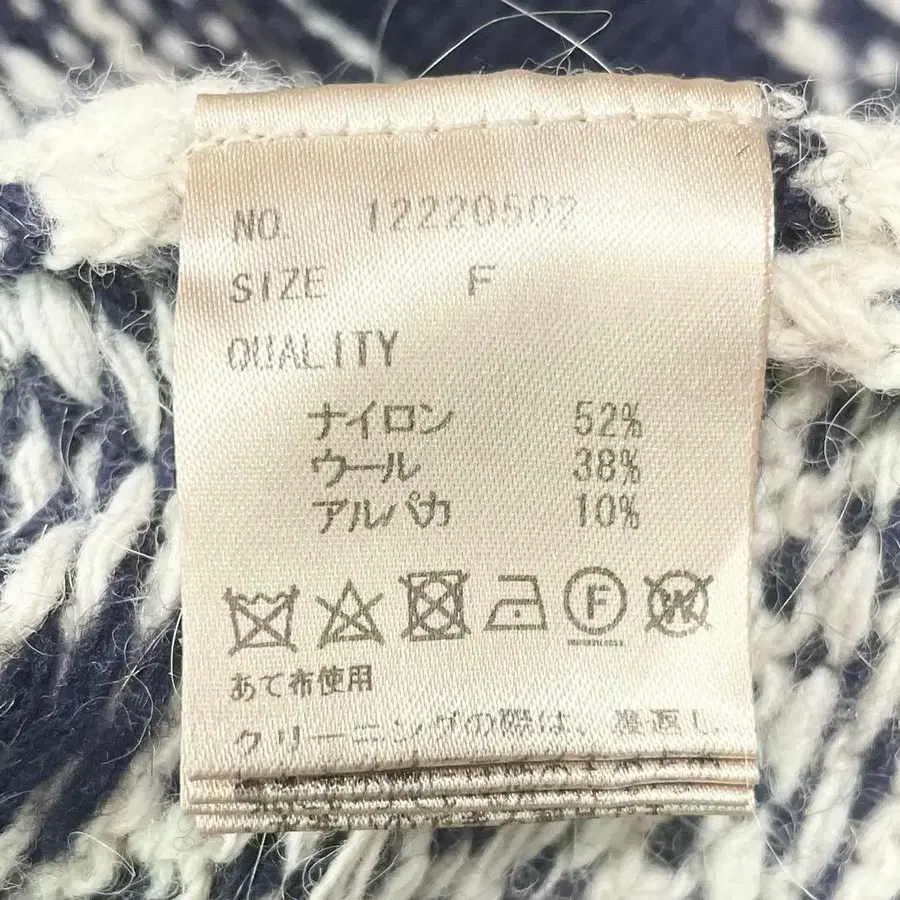 NO. 12220502
SIZE F
QUALITY
ナイロン 52%
ウール 38%
アルパカ 10%
F W
あて布使用
クリーニングの際は、裏返し